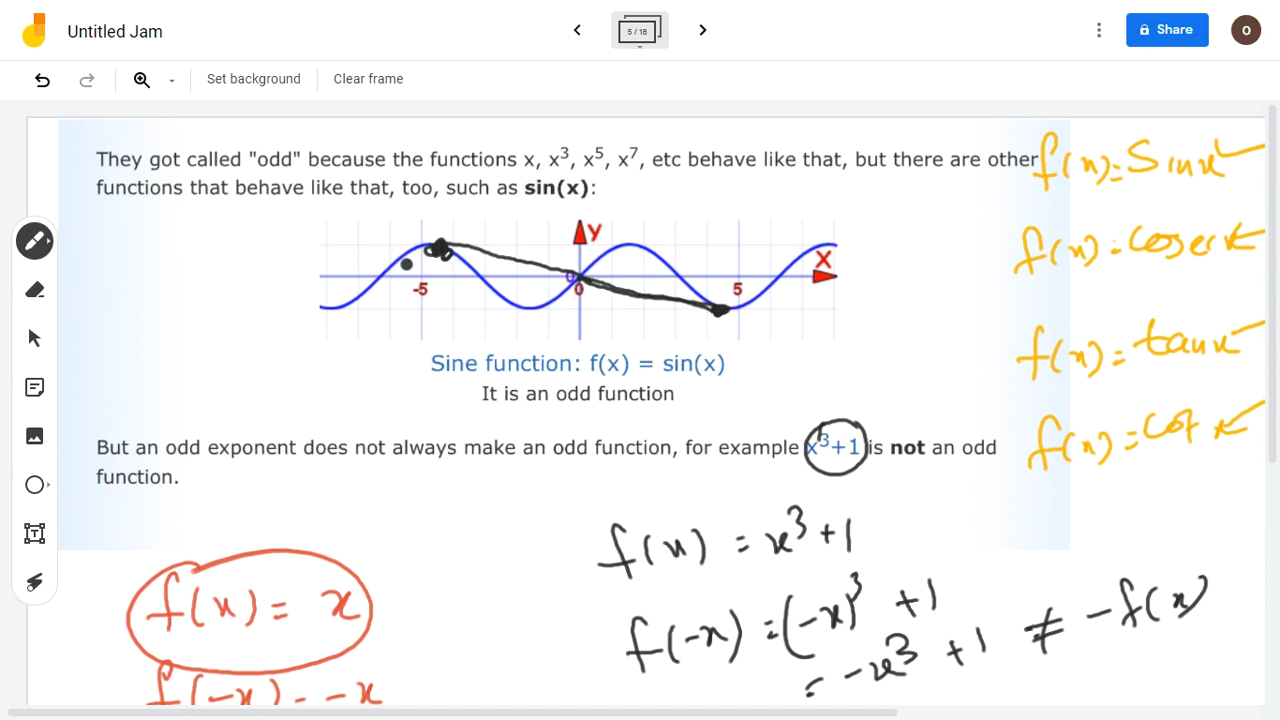 Untitled Jam
5 / 18
Share
O
Set background
Clear frame
They got called "odd" because the functions x, x³, x⁵, x⁷, etc behave like that, but there are other
functions that behave like that, too, such as sin(x):
Y
X
-5
0
0
5
Sine function: f(x) = sin(x)
It is an odd function
But an odd exponent does not always make an odd function, for example x³+1 is not an odd
function.
f(x)=Sinx
f(x)=cosecx
f(x)=tanx
f(x)=cotx
f(x) = x³+1
f(-x) =(-x)³ +1
= -x³ +1 ≠ -f(x)
f(x)= x
f(-x) = -x